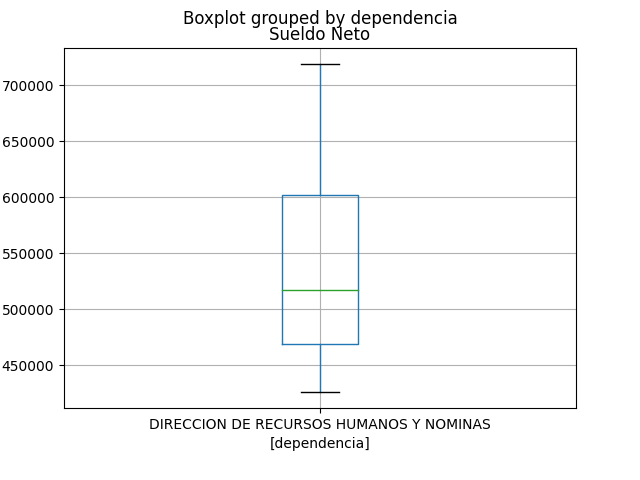 Boxplot grouped by dependencia
Sueldo Neto
700000
650000
600000
550000
500000
450000
DIRECCION DE RECURSOS HUMANOS Y NOMINAS
[dependencia]